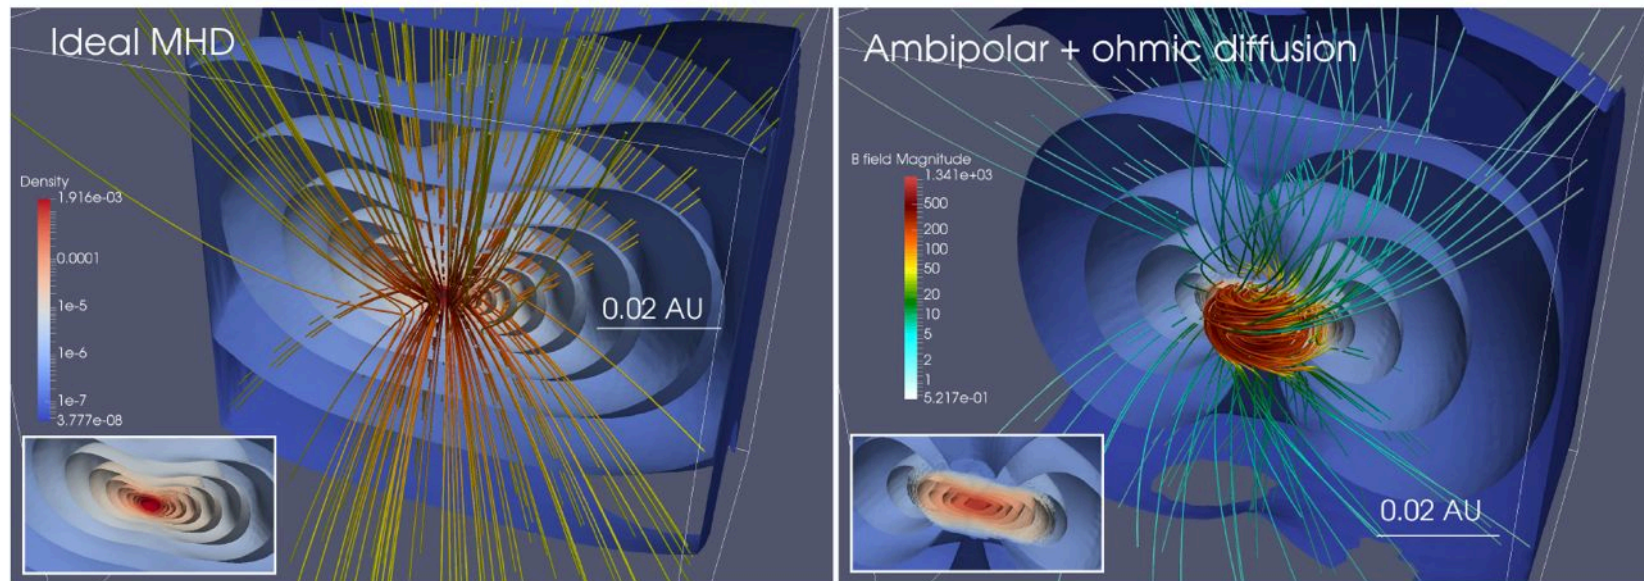 Ideal MHD
Density
1.916e-03
0.0001
1e-5
1e-6
1e-7
3.777e-08
0.02 AU
Ambipolar + ohmic diffusion
B field Magnitude
1.341e+03
500
200
100
50
20
10
5
2
1
5.217e-01
0.02 AU